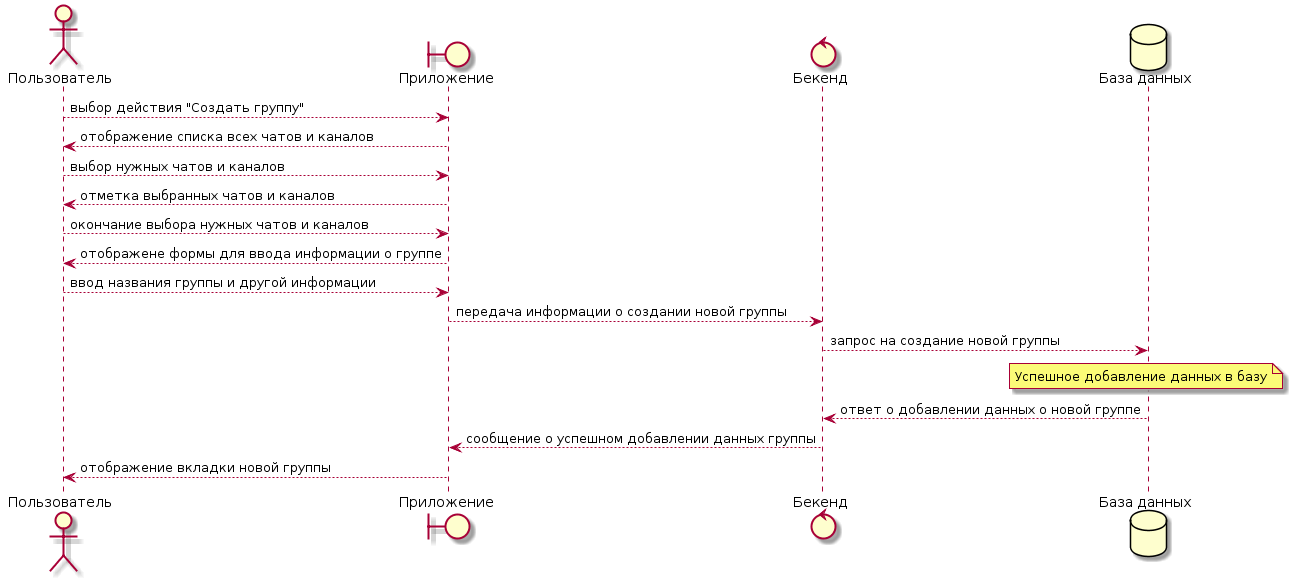 Пользователь
Приложение
Бекенд
База данных
выбор действия "Создать группу"
отображение списка всех чатов и каналов
выбор нужных чатов и каналов
отметка выбранных чатов и каналов
окончание выбора нужных чатов и каналов
отображене формы для ввода информации о группе
ввод названия группы и другой информации
передача информации о создании новой группы
запрос на создание новой группы
Успешное добавление данных в базу
ответ о добавлении данных о новой группе
сообщение о успешном добавлении данных группы
отображение вкладки новой группы
Пользователь
Приложение
Бекенд
База данных